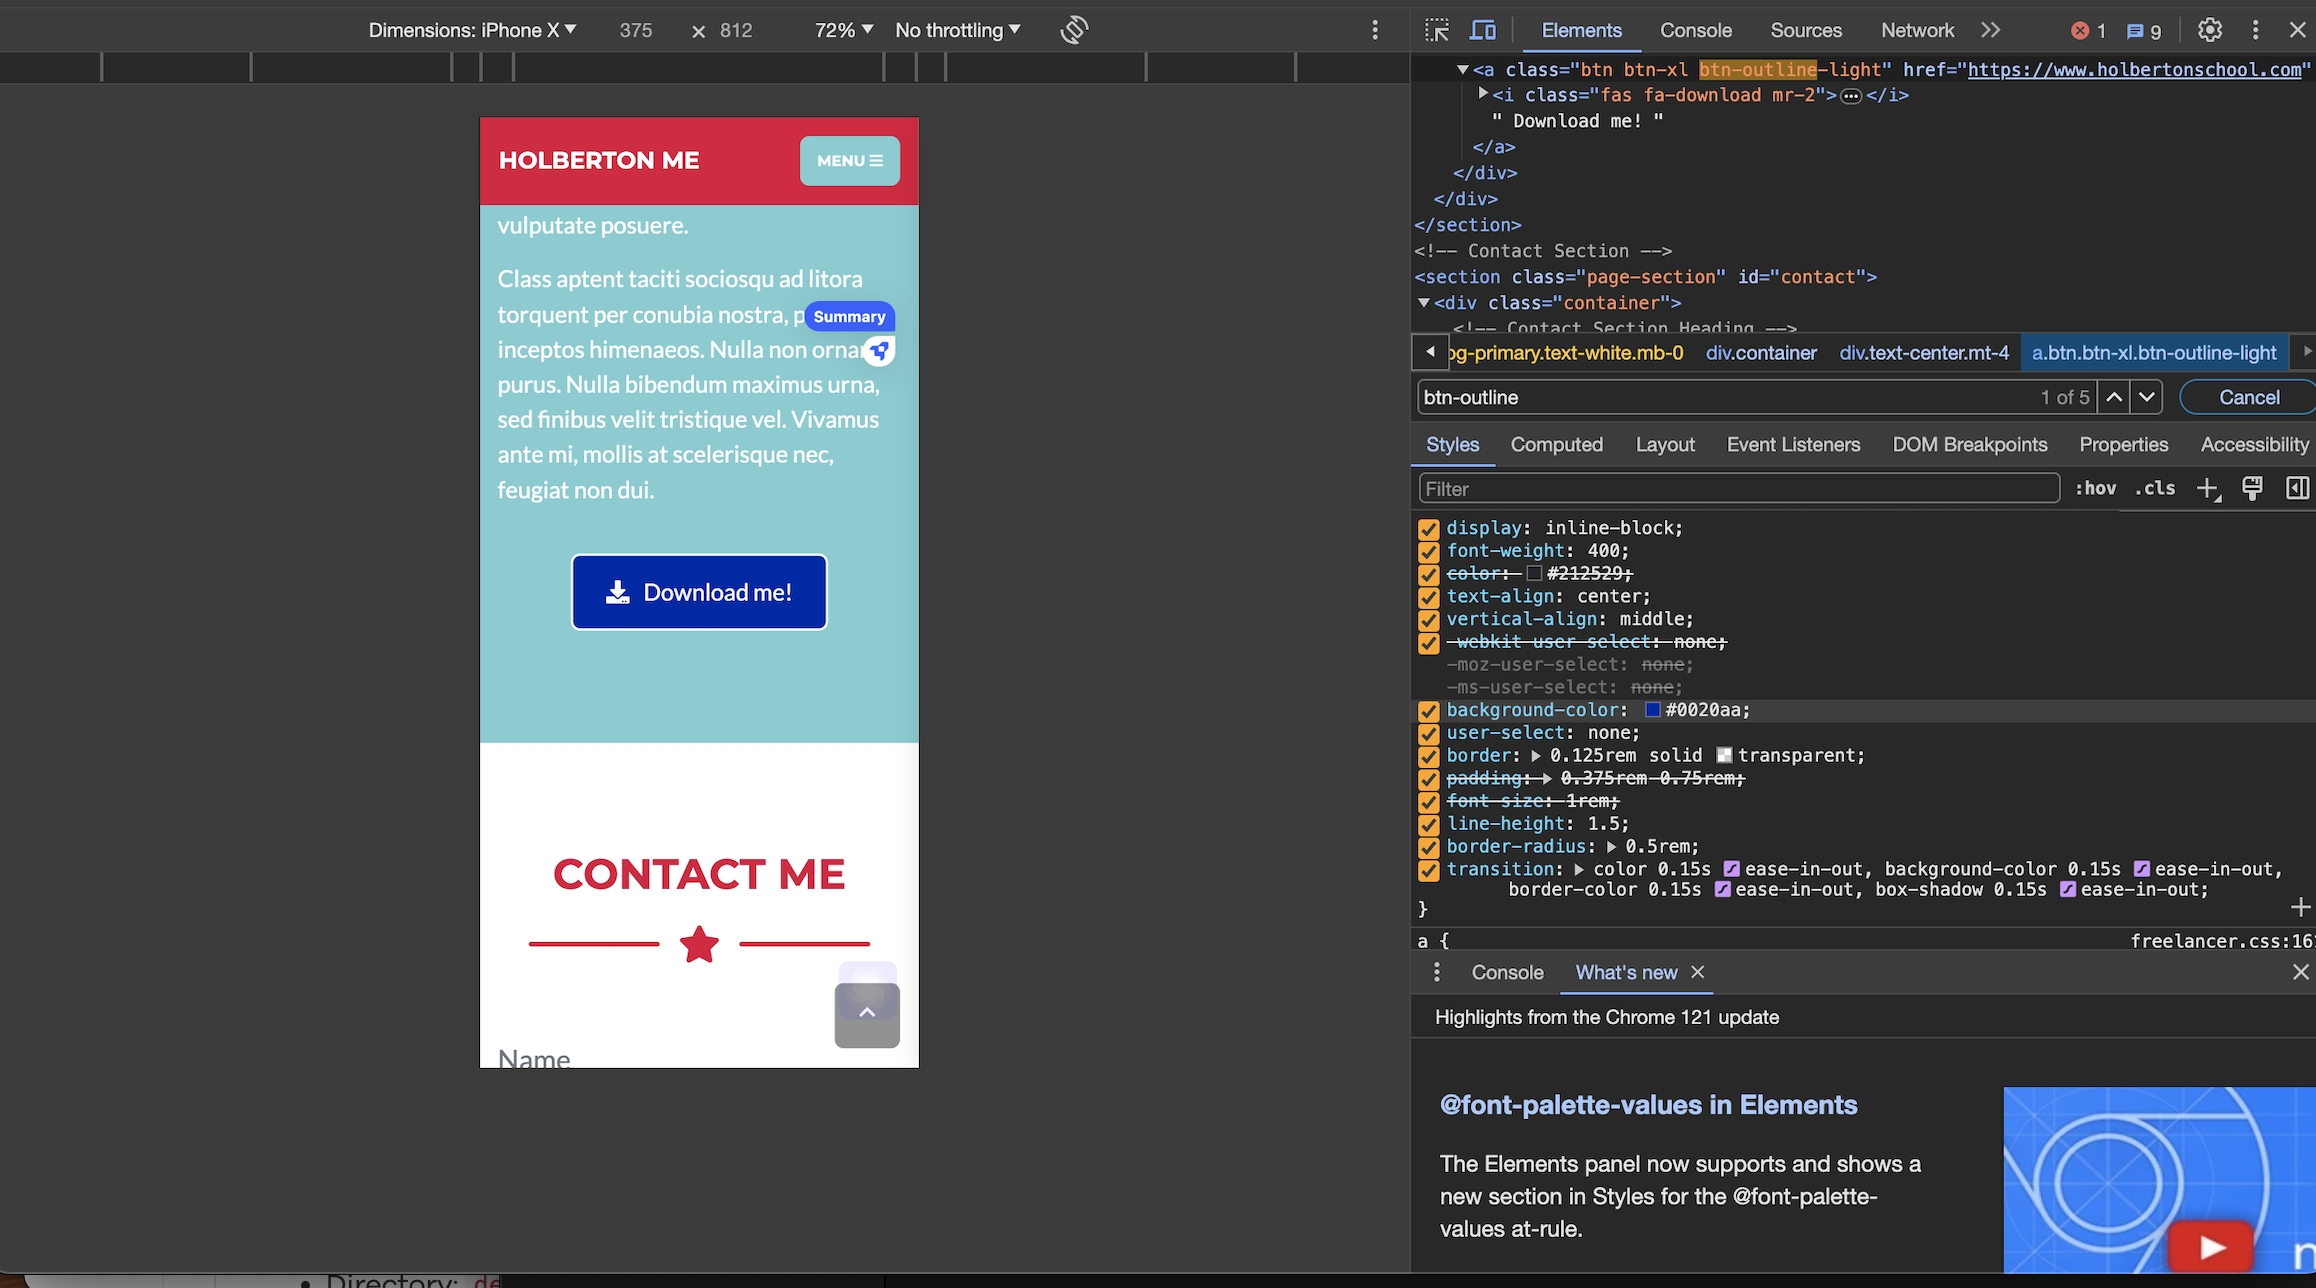 Dimensions: iPhone X ▼ 375 × 812 72% ▼ No throttling ▼
Elements Console Sources Network 1 9
HOLBERTON ME
MENU
vulputate posuere.
Class aptent taciti sociosqu ad litora
torquent per conubia nostra, p
Summary
inceptos himenaeos. Nulla non orna
purus. Nulla bibendum maximus urna,
sed finibus velit tristique vel. Vivamus
ante mi, mollis at scelerisque nec,
feugiat non dui.
Download me!
CONTACT ME
Name
Directory: de
<a class="btn btn-xl btn-outline-light" href="https://www.holbertonschool.com"
<i class="fas fa-download mr-2">…</i>
" Download me! "
</a>
</div>
</div>
</section>
<!-- Contact Section -->
<section class="page-section" id="contact">
<div class="container">
<!-- Contact Section Heading -->
og-primary.text-white.mb-0 div.container div.text-center.mt-4 a.btn.btn-xl.btn-outline-light
btn-outline 1 of 5 Cancel
Styles Computed Layout Event Listeners DOM Breakpoints Properties Accessibility
Filter :hov .cls
display: inline-block;
font-weight: 400;
color: #212529;
text-align: center;
vertical-align: middle;
-webkit-user-select: none;
-moz-user-select: none;
-ms-user-select: none;
background-color: #0020aa;
user-select: none;
border: 0.125rem solid transparent;
padding: 0.375rem 0.75rem;
font-size: 1rem;
line-height: 1.5;
border-radius: 0.5rem;
transition: color 0.15s ease-in-out, background-color 0.15s ease-in-out,
border-color 0.15s ease-in-out, box-shadow 0.15s ease-in-out;
}
a { freelancer.css:161
Console What's new
Highlights from the Chrome 121 update
@font-palette-values in Elements
The Elements panel now supports and shows a
new section in Styles for the @font-palette-
values at-rule.
n